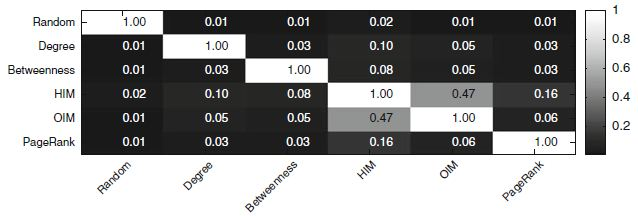 Random 1.00 0.01 0.01 0.02 0.01 0.01 1
Degree 0.01 1.00 0.03 0.10 0.05 0.03 0.8
Betweenness 0.01 0.03 1.00 0.08 0.05 0.03 0.6
HIM 0.02 0.10 0.08 1.00 0.47 0.16 0.4
OIM 0.01 0.05 0.05 0.47 1.00 0.06 0.2
PageRank 0.01 0.03 0.03 0.16 0.06 1.00
Random Degree Betweenness HIM OIM PageRank